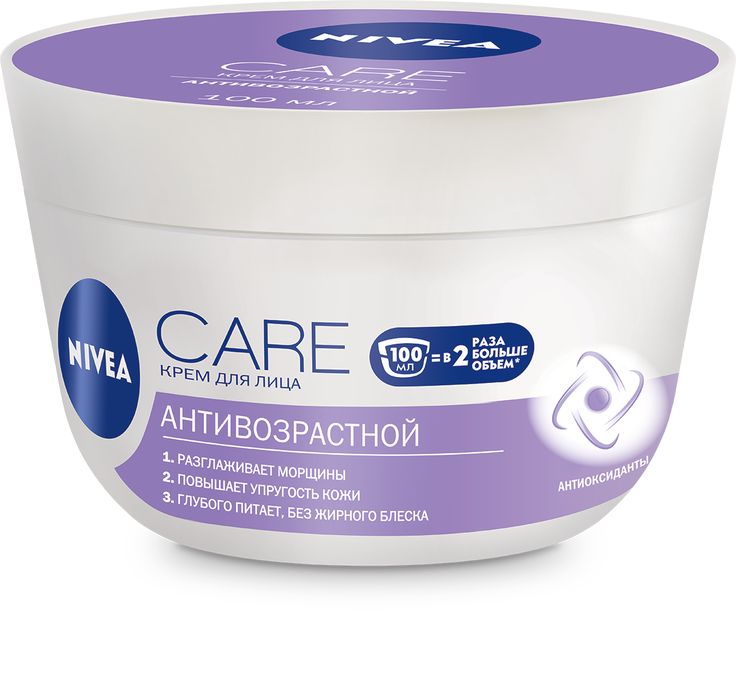 NIVEA
CARE
КРЕМ ДЛЯ ЛИЦА
АНТИВОЗРАСТНОЙ
100 МЛ
NIVEA
CARE
КРЕМ ДЛЯ ЛИЦА
100 МЛ = В 2 РАЗА БОЛЬШЕ ОБЪЕМ*
АНТИВОЗРАСТНОЙ
1. РАЗГЛАЖИВАЕТ МОРЩИНЫ
2. ПОВЫШАЕТ УПРУГОСТЬ КОЖИ
3. ГЛУБОКО ПИТАЕТ, БЕЗ ЖИРНОГО БЛЕСКА
АНТИОКСИДАНТЫ